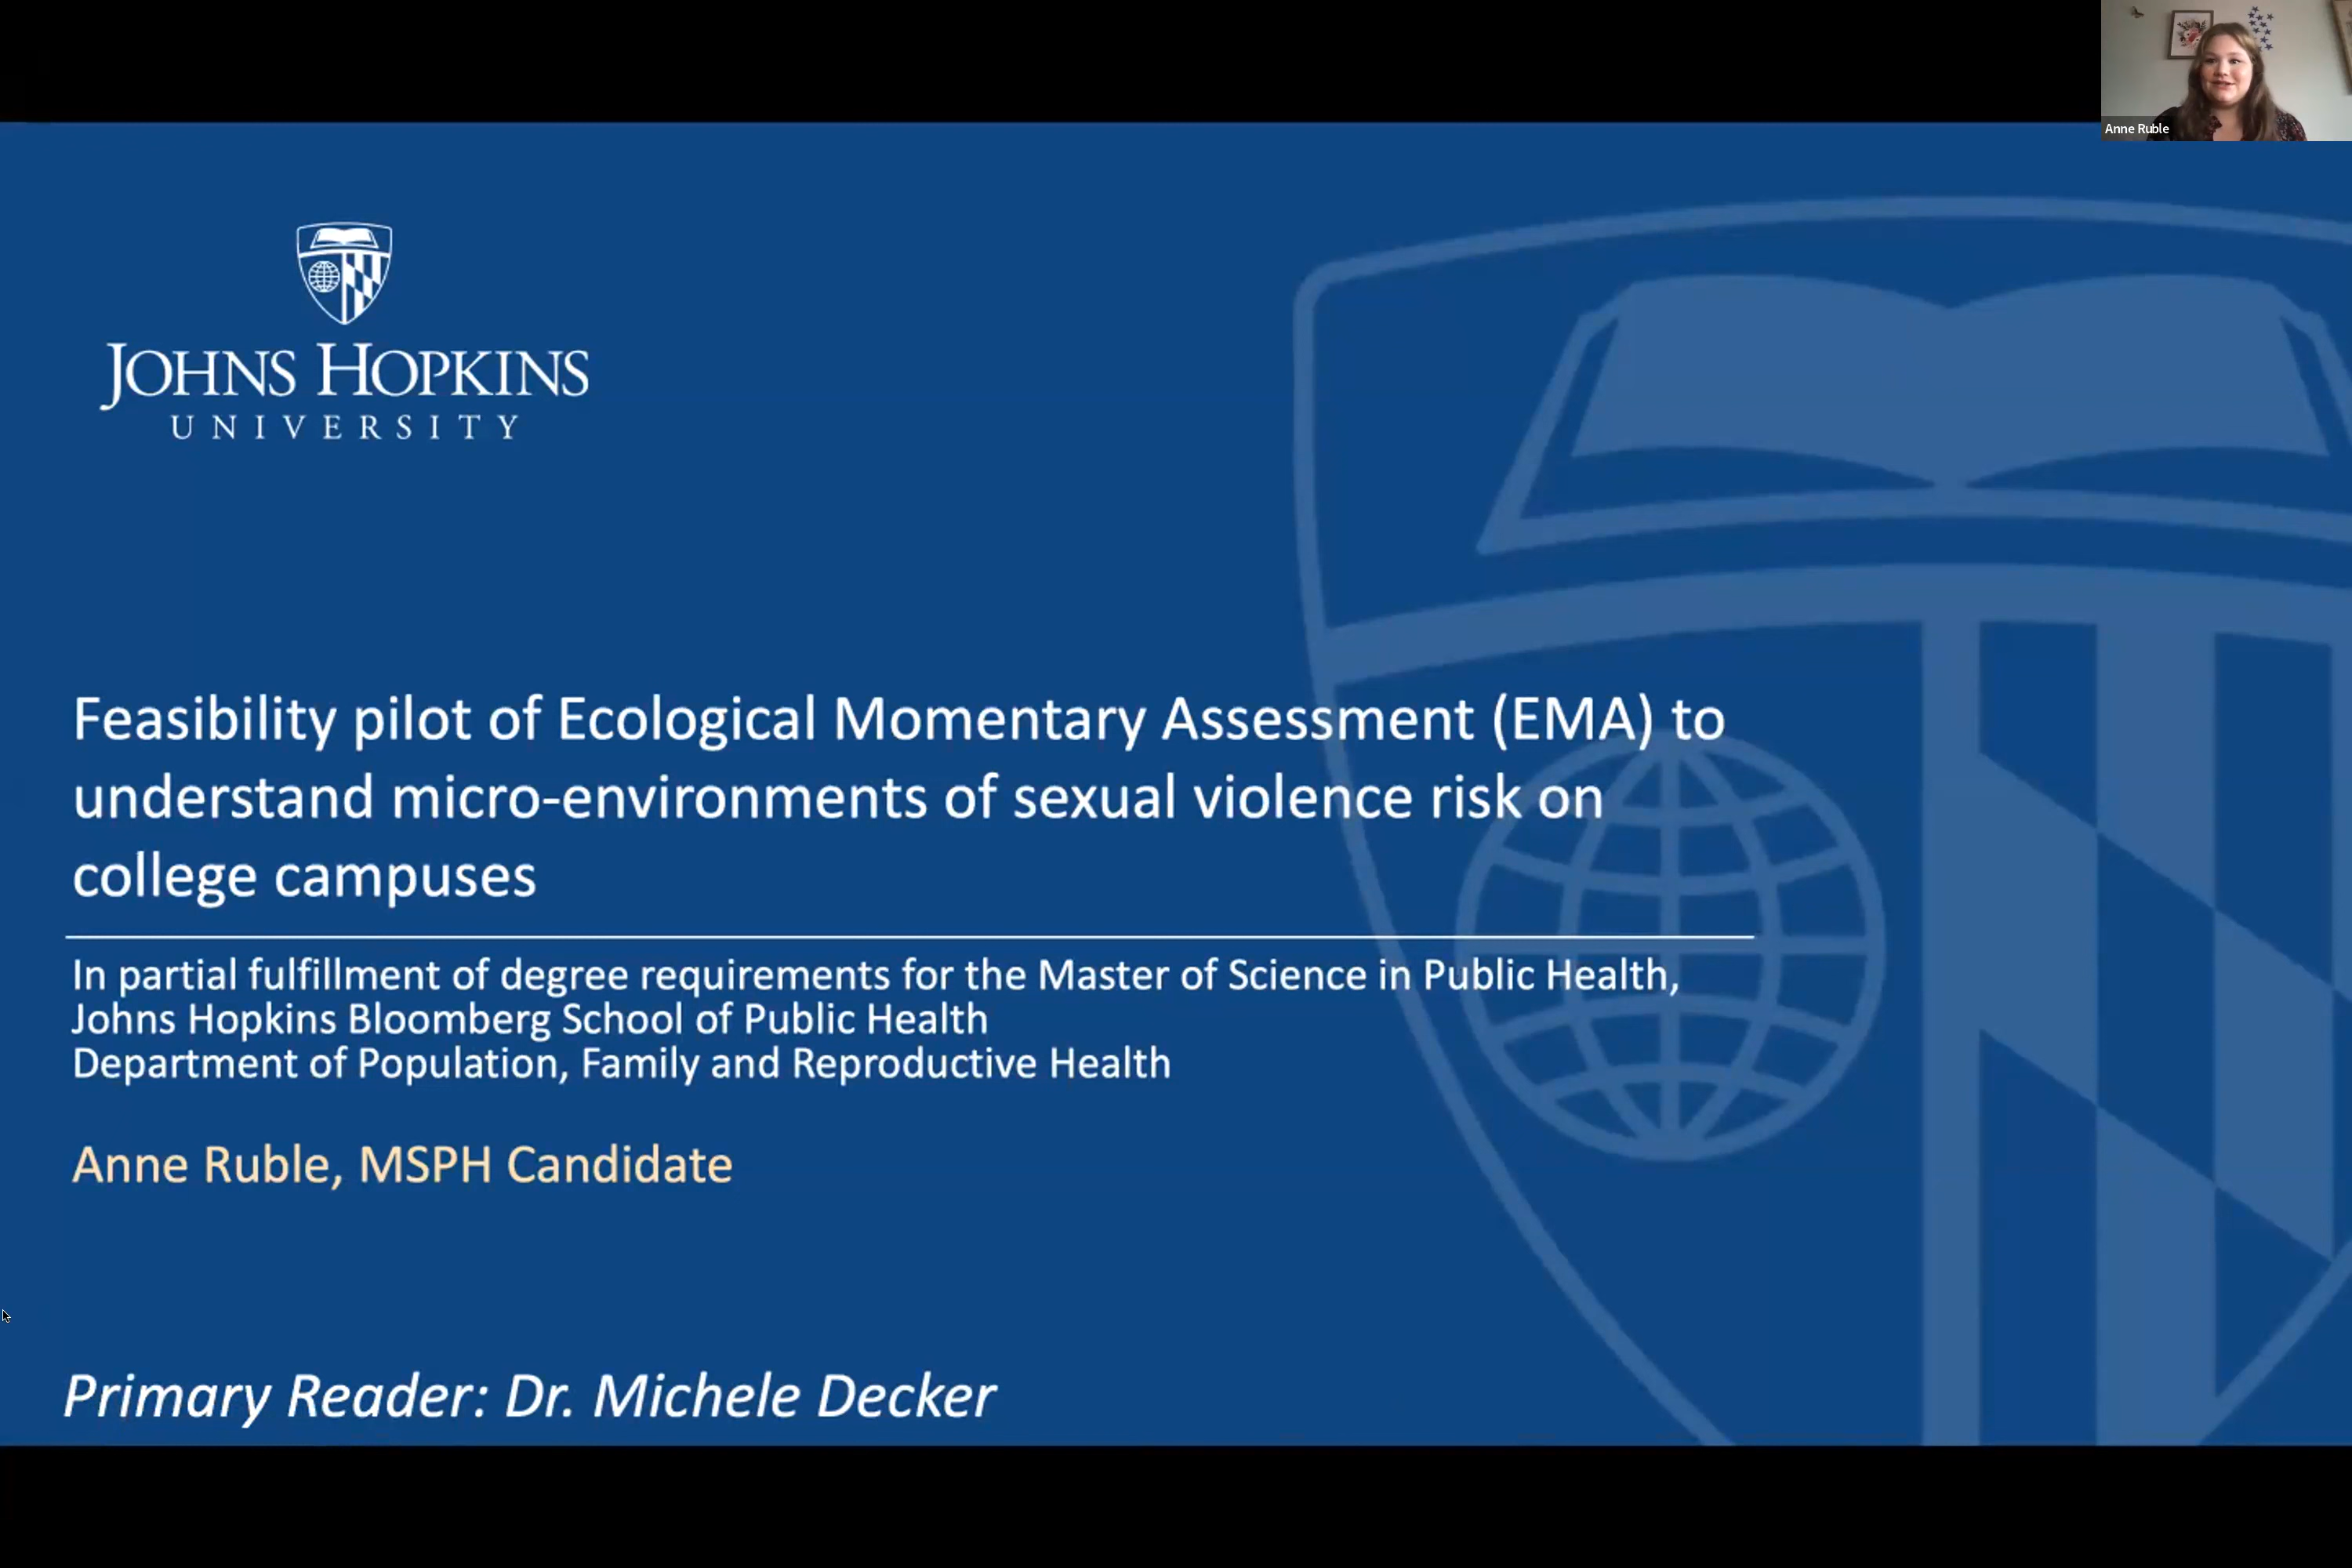 Anne Ruble
JOHNS HOPKINS
UNIVERSITY
Feasibility pilot of Ecological Momentary Assessment (EMA) to
understand micro-environments of sexual violence risk on
college campuses
In partial fulfillment of degree requirements for the Master of Science in Public Health,
Johns Hopkins Bloomberg School of Public Health
Department of Population, Family and Reproductive Health
Anne Ruble, MSPH Candidate
Primary Reader: Dr. Michele Decker